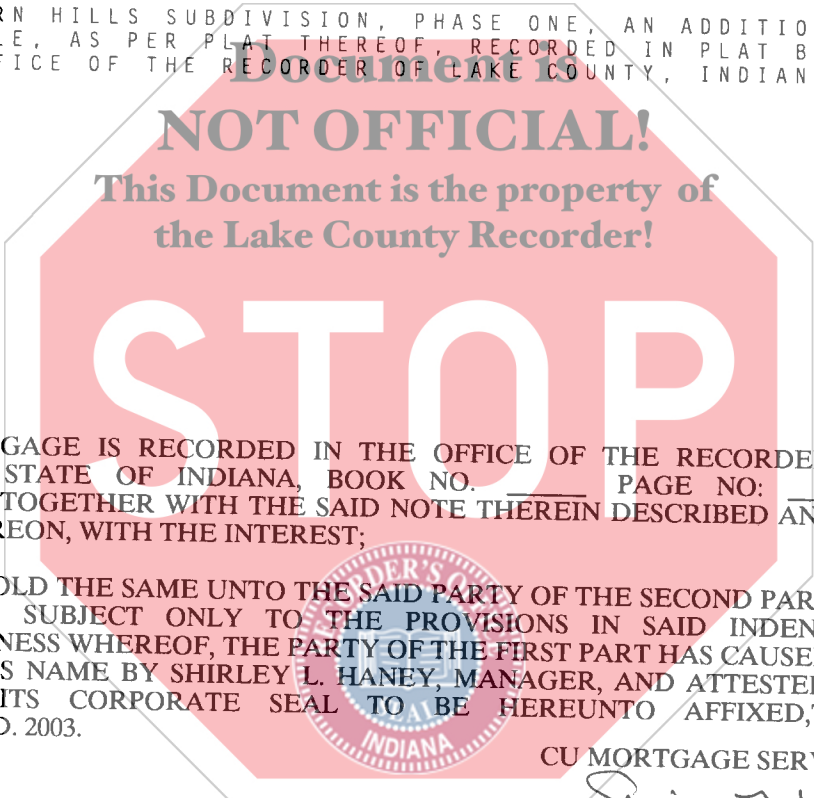 RN HILLS SUBDIVISION, PHASE ONE, AN ADDITIO
LE, AS PER PLAT THEREOF, RECORDED IN PLAT B
FICE OF THE RECORDER OF LAKE COUNTY, INDIAN
Document is
NOT OFFICIAL!
This Document is the property of
the Lake County Recorder!
STOP
GAGE IS RECORDED IN THE OFFICE OF THE RECORDE
STATE OF INDIANA, BOOK NO. _____ PAGE NO: _
TOGETHER WITH THE SAID NOTE THEREIN DESCRIBED AN
REON, WITH THE INTEREST;
OLD THE SAME UNTO THE SAID PARTY OF THE SECOND PAR
SUBJECT ONLY TO THE PROVISIONS IN SAID INDEN
NESS WHEREOF, THE PARTY OF THE FIRST PART HAS CAUSE
S NAME BY SHIRLEY L. HANEY, MANAGER, AND ATTESTE
ITS CORPORATE SEAL TO BE HEREUNTO AFFIXED,
D. 2003.
RECORDER'S
SEAL
INDIANA
CU MORTGAGE SERV